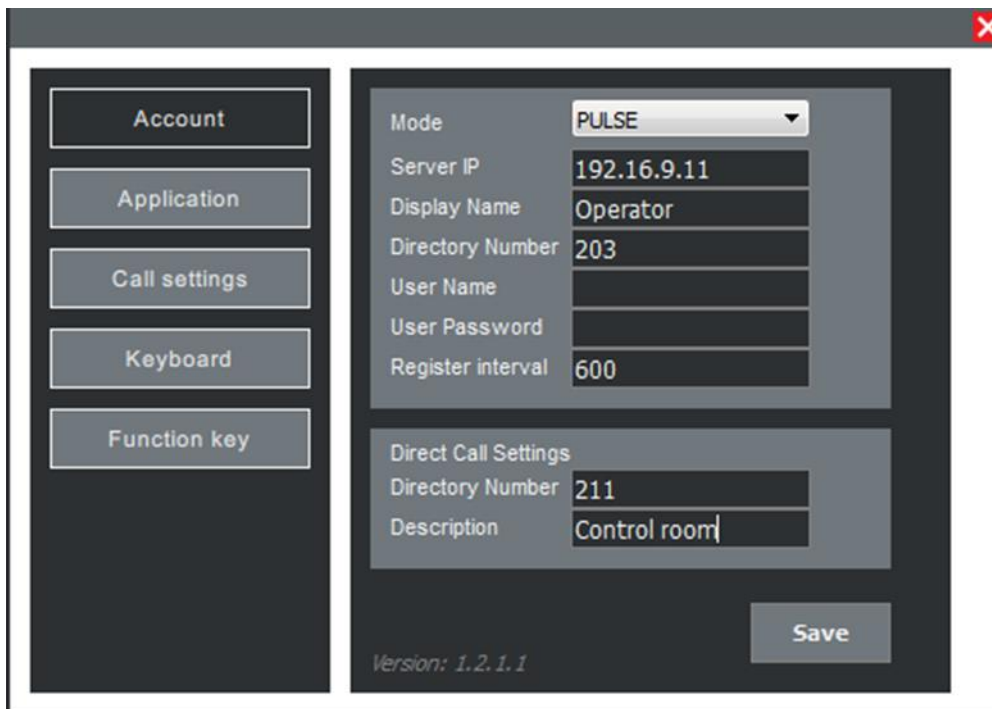 Account
Application
Call settings
Keyboard
Function key
Mode PULSE
Server IP 192.16.9.11
Display Name Operator
Directory Number 203
User Name
User Password
Register interval 600
Direct Call Settings
Directory Number 211
Description Control room
Save
Version: 1.2.1.1